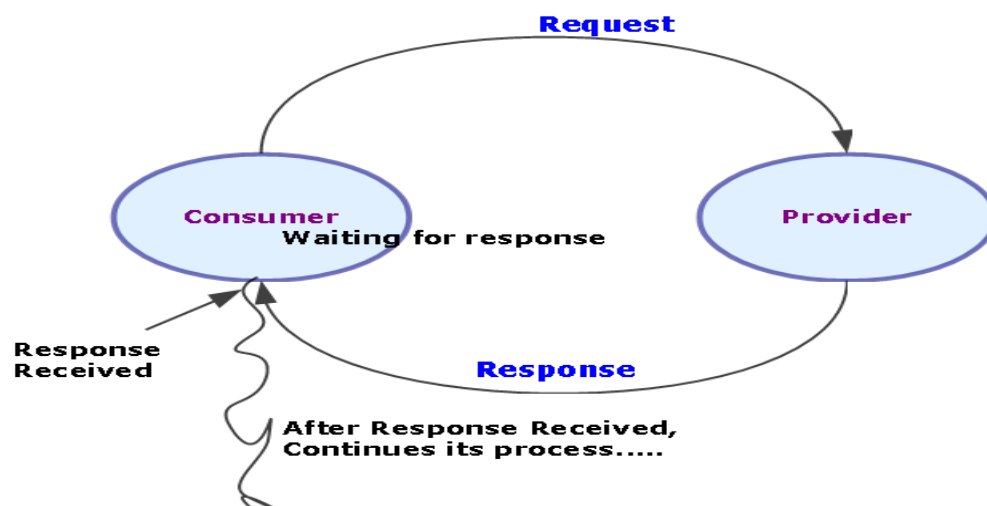 Request
Consumer
Provider
Waiting for response
Response
Received
Response
After Response Received,
Continues its process.....